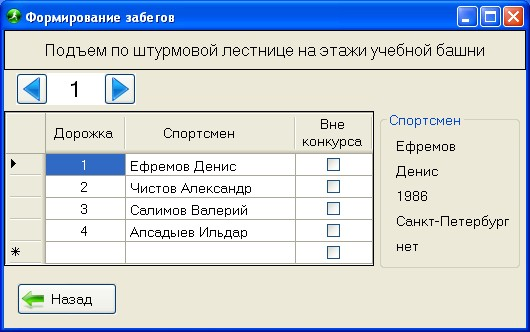 Формирование забегов
Подъем по штурмовой лестнице на этажи учебной башни
1
Дорожка Спортсмен Вне конкурса
1 Ефремов Денис
2 Чистов Александр
3 Салимов Валерий
4 Апсадыев Ильдар
*
Спортсмен
Ефремов
Денис
1986
Санкт-Петербург
нет
Назад